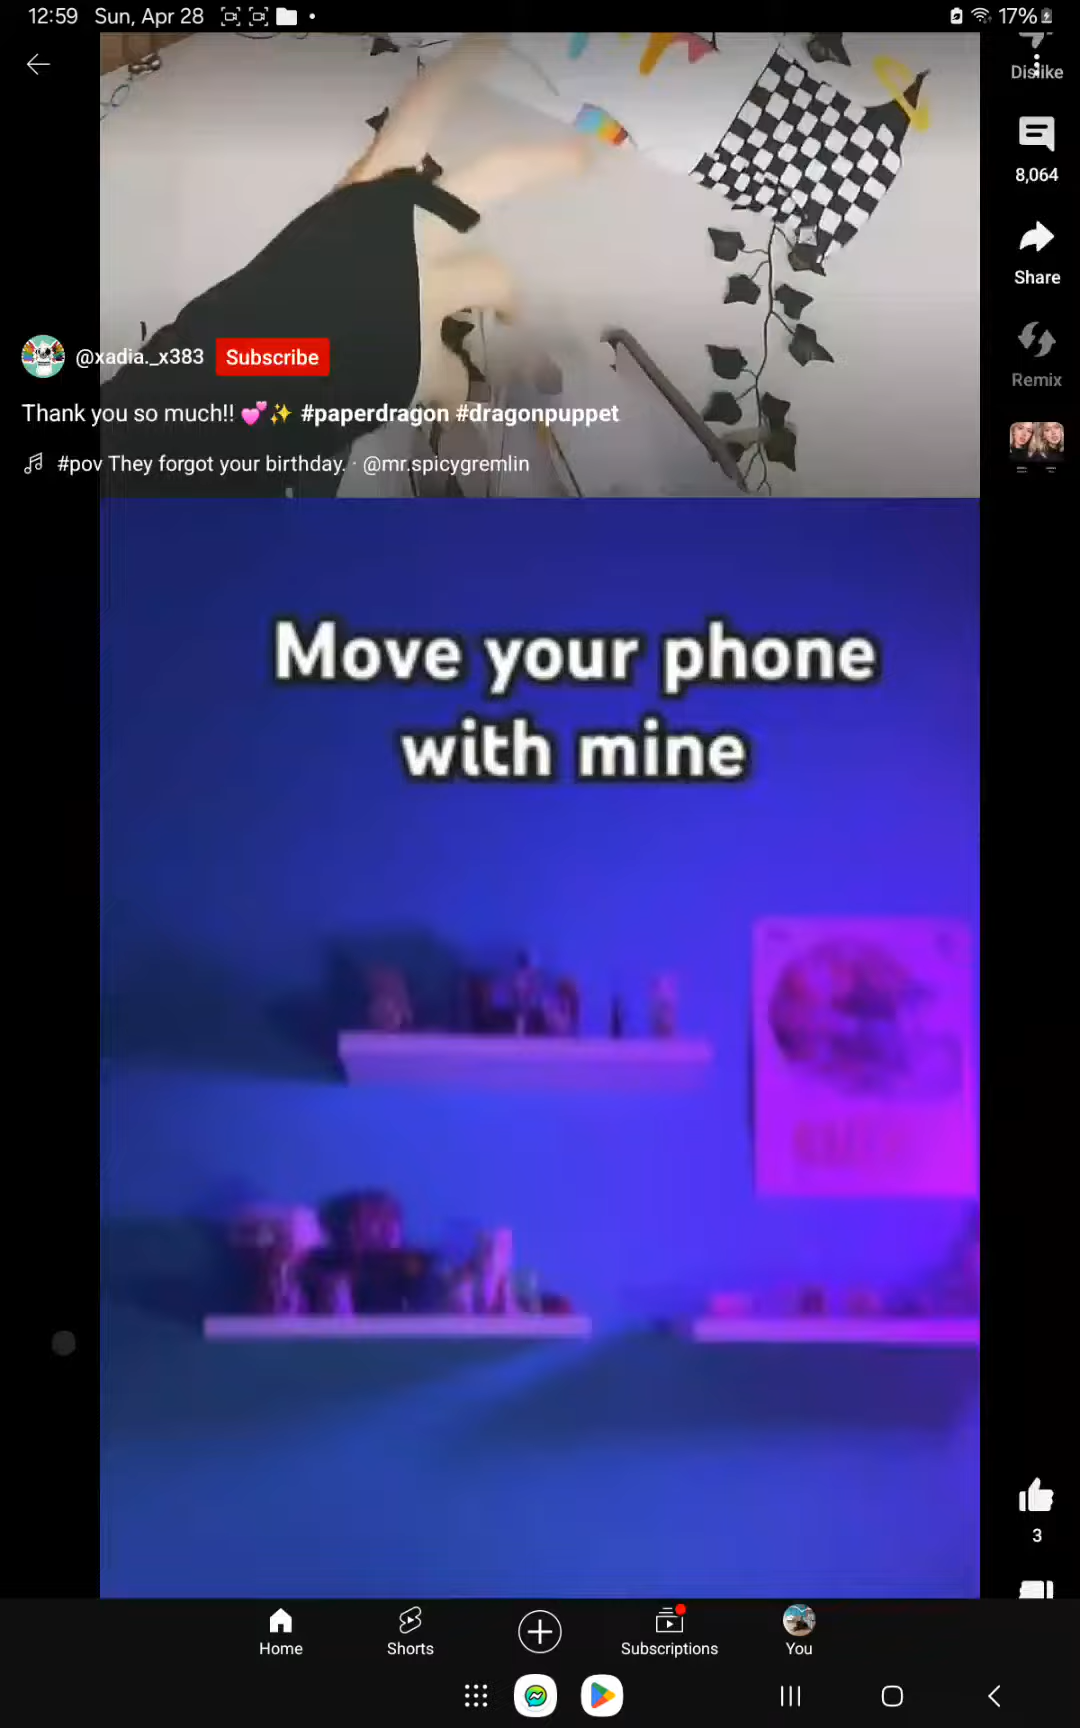 12:59 Sun, Apr 28
17%
Dislike
8,064
Share
Remix
@xadia._x383 Subscribe
Thank you so much!! 💕✨ #paperdragon #dragonpuppet
#pov They forgot your birthday. · @mr.spicygremlin
Move your phone
with mine
3
Home Shorts Subscriptions You